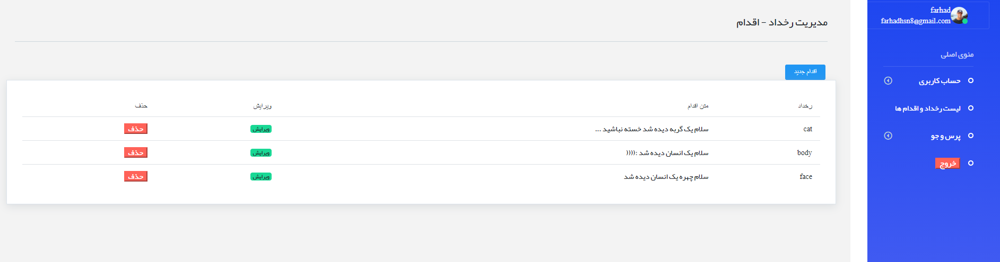 farhad
farhadhsn8@gmail.com
منوی اصلی
حساب کاربری
لیست رخداد و اقدام ها
پرس و جو
خروج
مدیریت رخداد - اقدام
اقدام جدید
رخداد متن اقدام ویرایش حذف
cat سلام یک گربه دیده شد خسته نباشید ... ویرایش حذف
body سلام یک انسان دیده شد :)))) ویرایش حذف
face سلام چهره یک انسان دیده شد ویرایش حذف